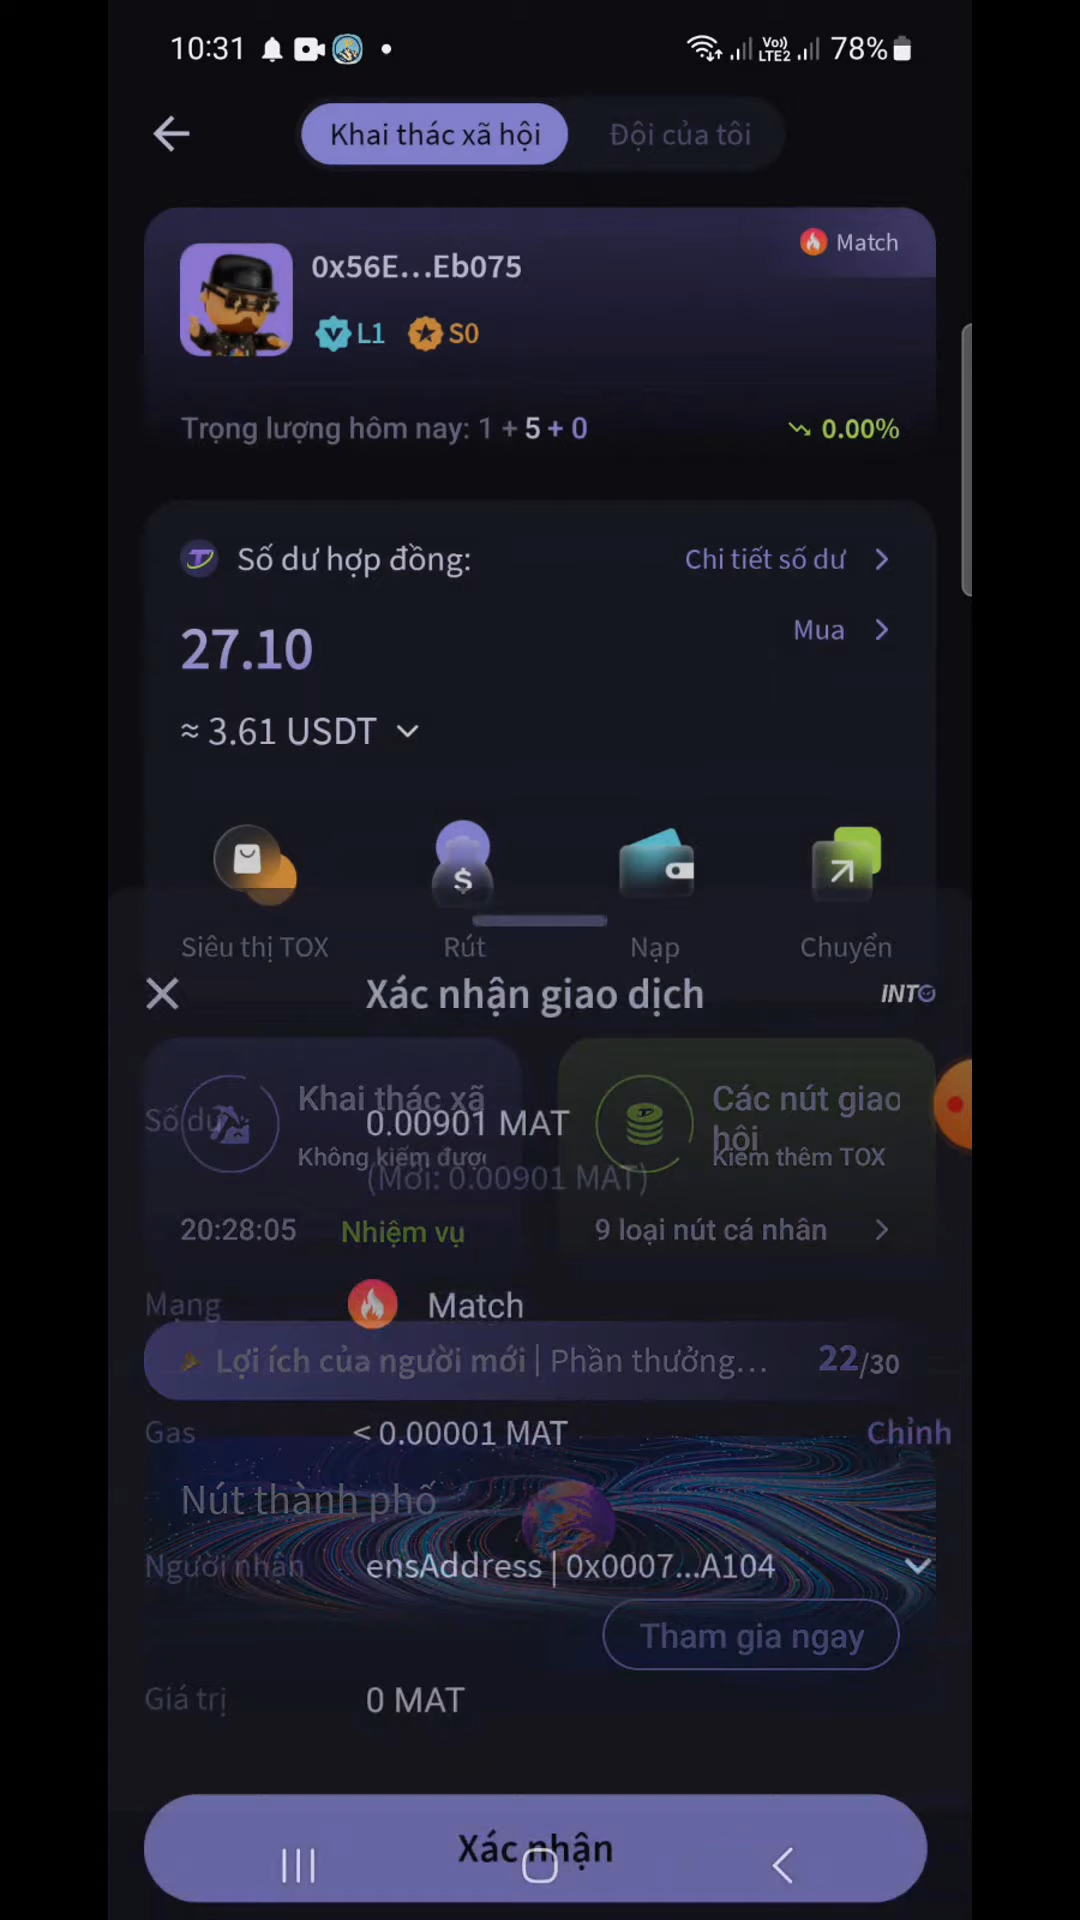 10:31
Vo)) LTE2 78%
Khai thác xã hội
Đội của tôi
Match
0x56E...Eb075
L1 S0
Trọng lượng hôm nay: 1 + 5 + 0
0.00%
Số dư hợp đồng:
Chi tiết số dư
27.10
Mua
≈ 3.61 USDT
Siêu thị TOX
Rút
Nạp
Chuyển
Xác nhận giao dịch
INTO
Khai thác xã
Các nút giao
hội
Số dư
0.00901 MAT
Không kiếm được
Kiếm thêm TOX
(Mới: 0.00901 MAT)
20:28:05
Nhiệm vụ
9 loại nút cá nhân
Mạng
Match
Lợi ích của người mới | Phần thưởng...
22/30
Gas
< 0.00001 MAT
Chỉnh
Nút thành phố
Người nhận
ensAddress | 0x0007...A104
Tham gia ngay
Giá trị
0 MAT
Xác nhận